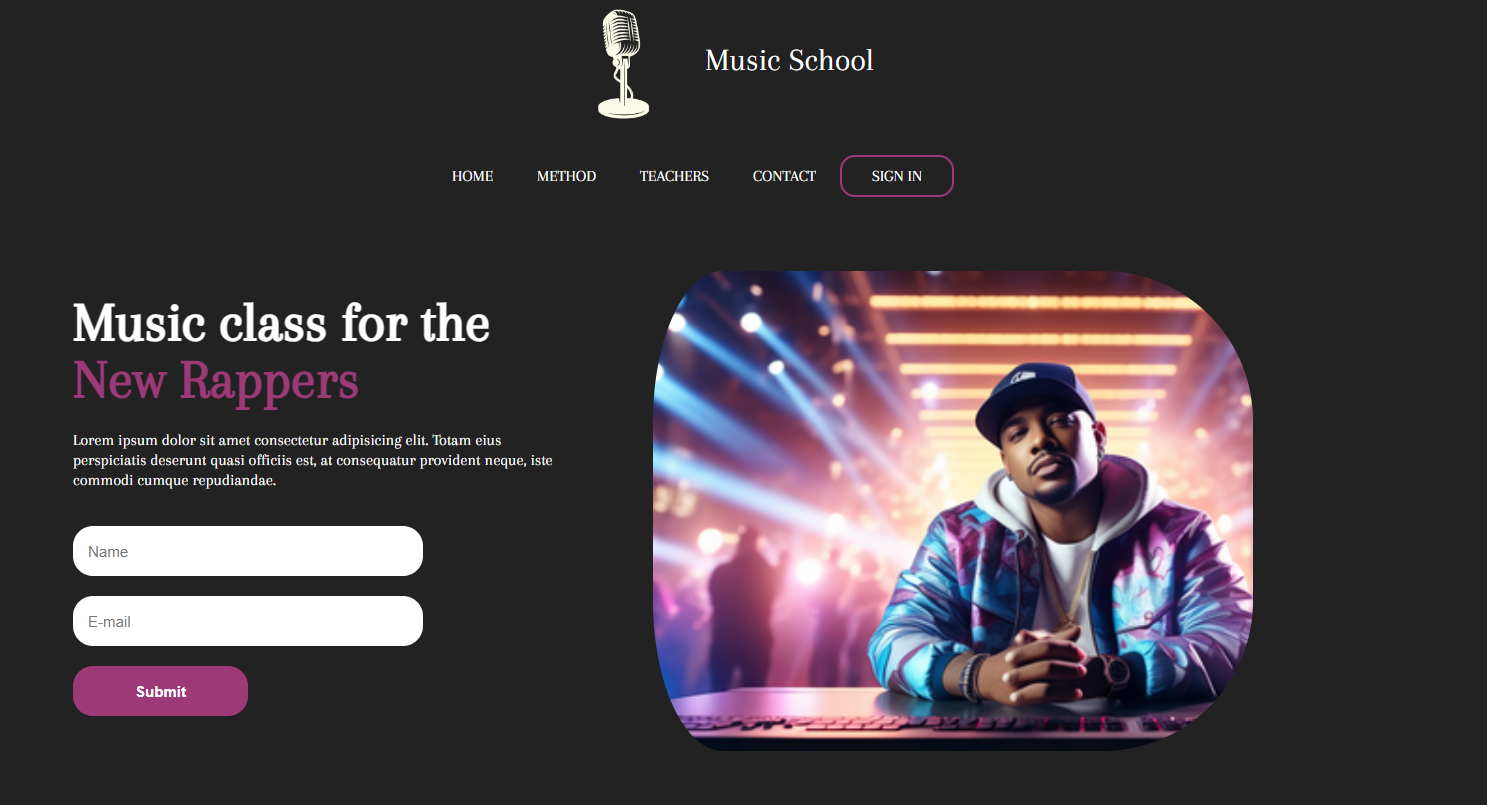 Music School
HOME METHOD TEACHERS CONTACT SIGN IN
Music class for the
New Rappers
Lorem ipsum dolor sit amet consectetur adipisicing elit. Totam eius
perspiciatis deserunt quasi officiis est, at consequatur provident neque, iste
commodi cumque repudiandae.
Name
E-mail
Submit